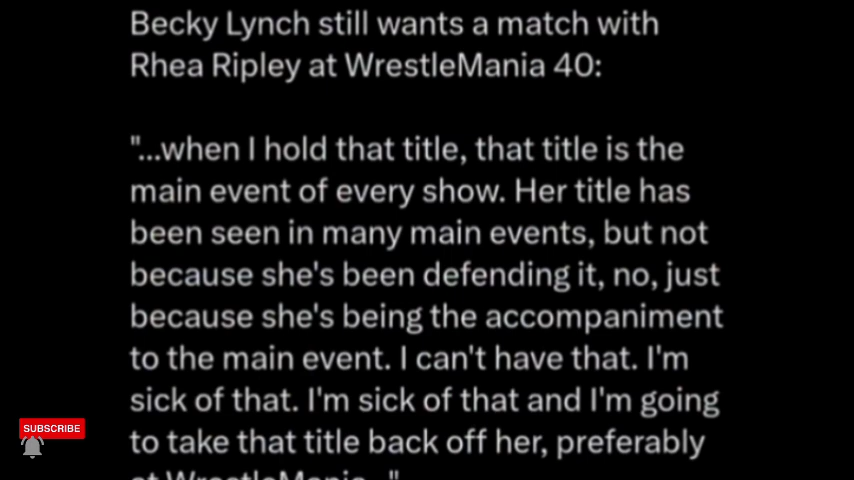 Becky Lynch still wants a match with
Rhea Ripley at WrestleMania 40:
"...when I hold that title, that title is the
main event of every show. Her title has
been seen in many main events, but not
because she's been defending it, no, just
because she's being the accompaniment
to the main event. I can't have that. I'm
sick of that. I'm sick of that and I'm going
to take that title back off her, preferably
at WrestleMania..."
SUBSCRIBE